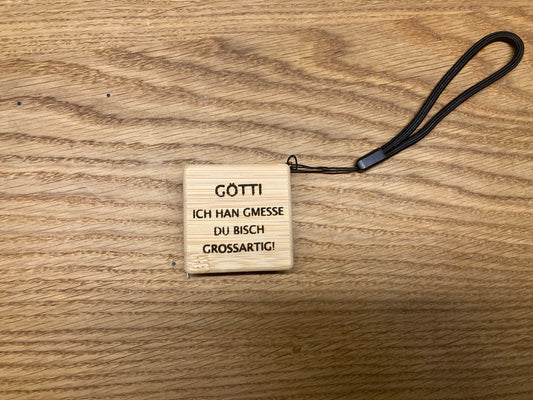 GÖTTI
ICH HAN GMESSE
DU BISCH
GROSSARTIG!